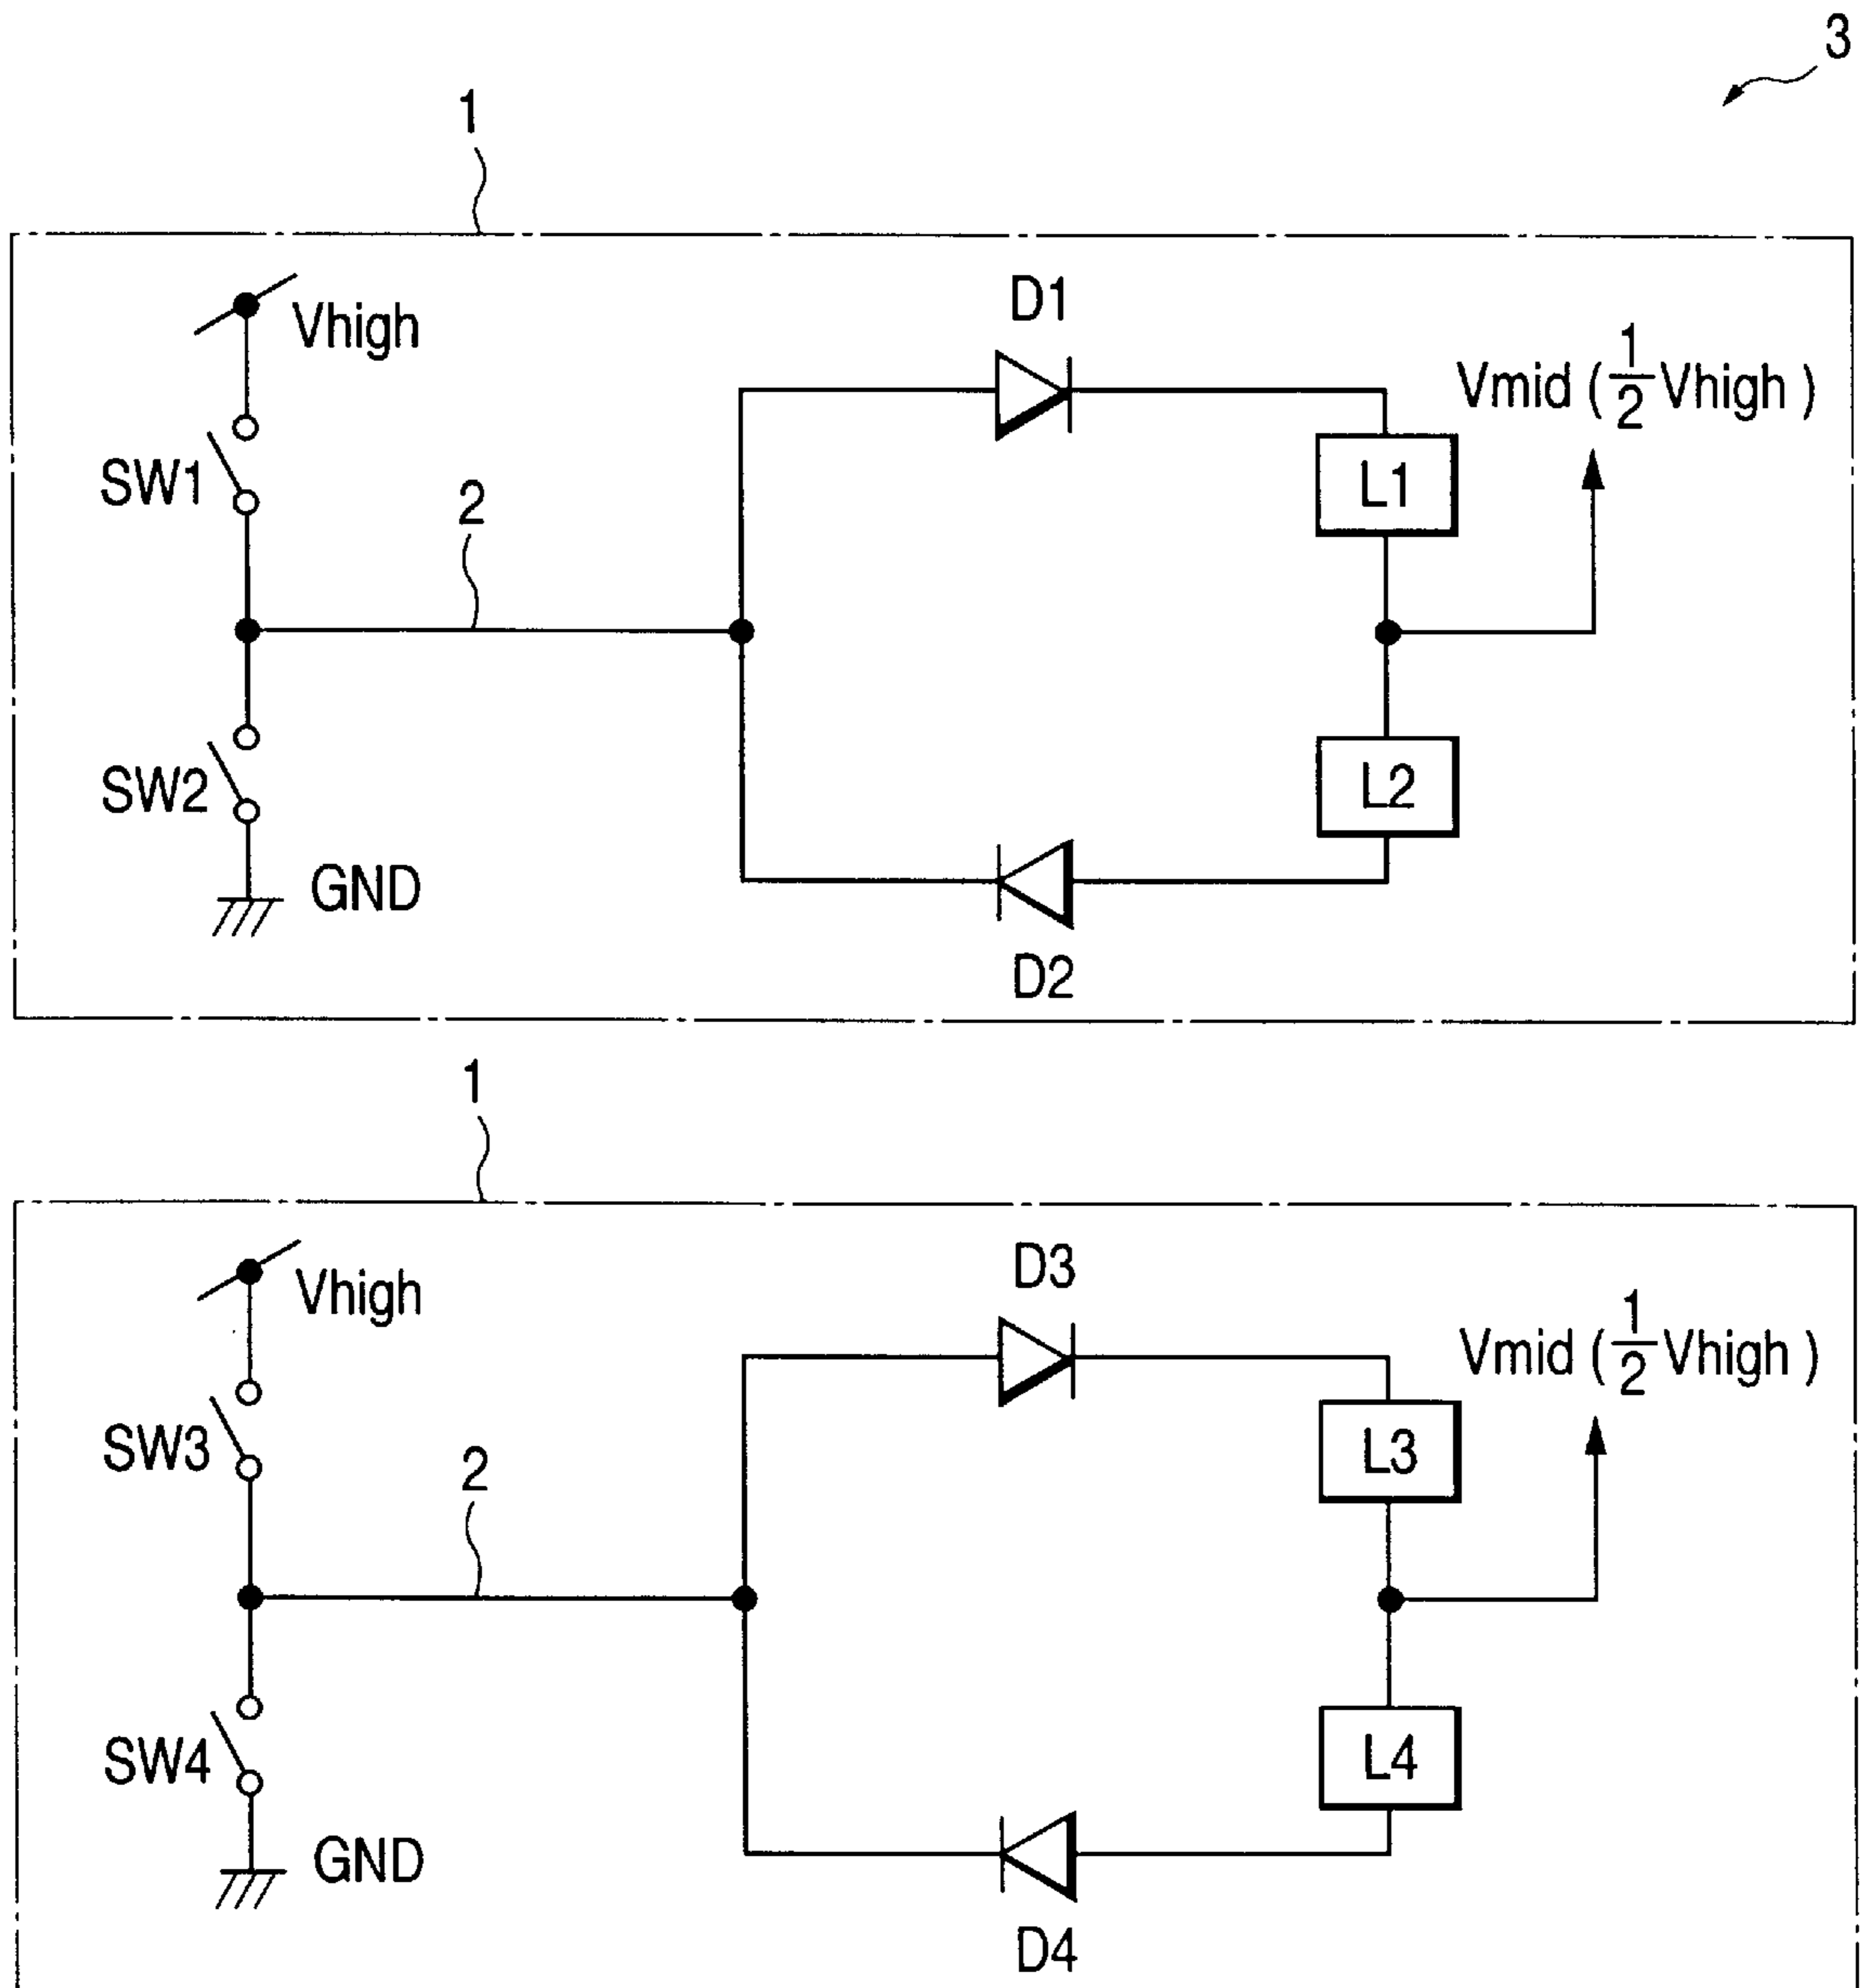 3
1
Vhigh
D1
Vmid (1/2 Vhigh)
SW1
L1
2
SW2
L2
GND
D2
1
Vhigh
D3
Vmid (1/2 Vhigh)
SW3
L3
2
SW4
L4
GND
D4